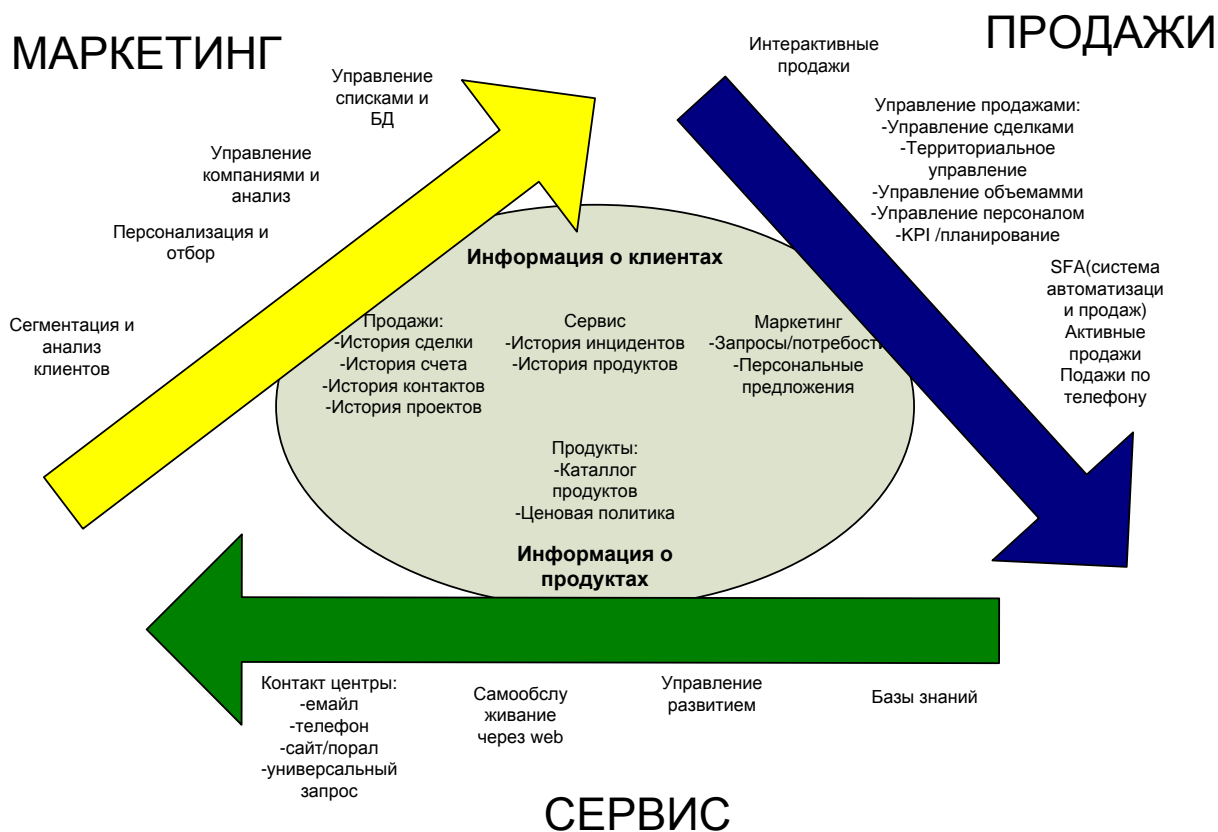 МАРКЕТИНГ
ПРОДАЖИ
Управление
списками и
БД
Управление
компаниями и
анализ
Персонализация и
отбор
Сегментация и
анализ
клиентов
Интерактивные
продажи
Управление продажами:
-Управление сделками
-Территориальное
управление
-Управление объемамми
-Управление персоналом
-KPI /планирование
SFA(система
автоматизаци
и продаж)
Активные
продажи
Подажи по
телефону
Информация о клиентах
Продажи:
-История сделки
-История счета
-История контактов
-История проектов
Сервис
-История инцидентов
-История продуктов
Маркетинг
-Запросы/потребости
-Персональные
предложения
Продукты:
-Каталлог
продуктов
-Ценовая политика
Информация о
продуктах
Контакт центры:
-емайл
-телефон
-сайт/порал
-универсальный
запрос
Самообслу
живание
через web
Управление
развитием
Базы знаний
СЕРВИС